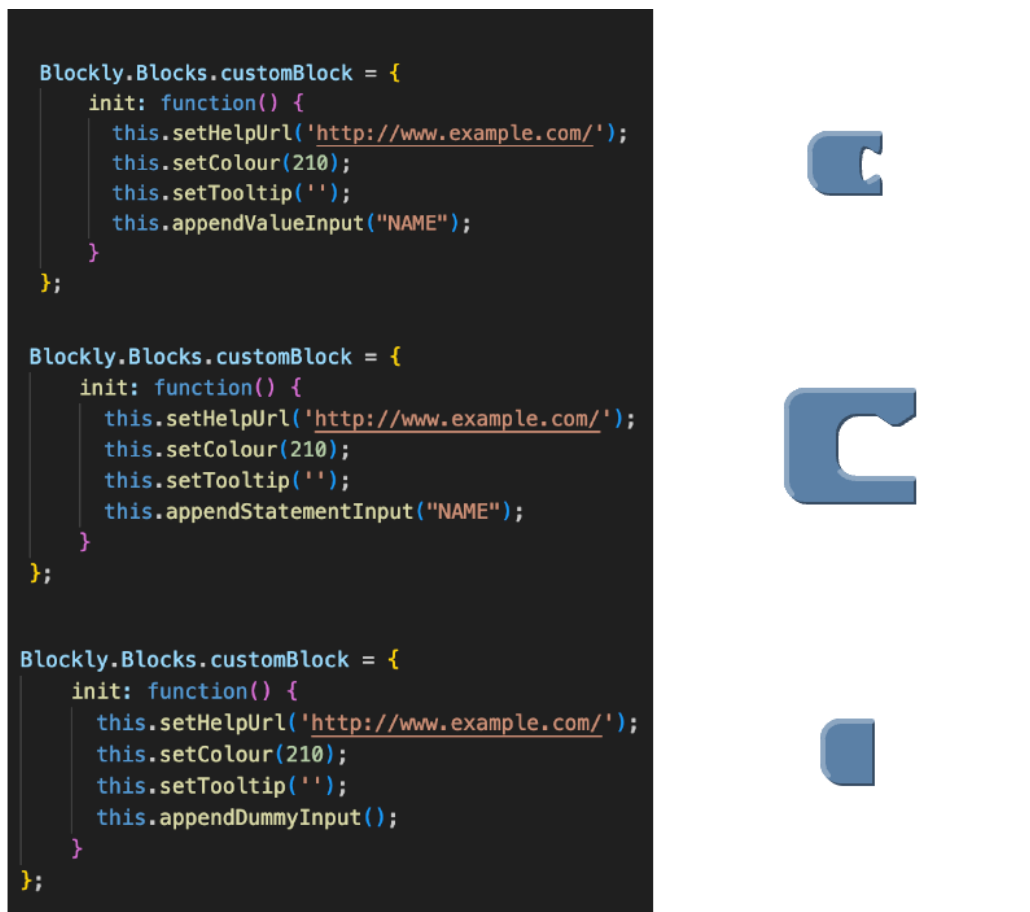 Blockly.Blocks.customBlock = {
init: function() {
this.setHelpUrl('http://www.example.com/');
this.setColour(210);
this.setTooltip('');
this.appendValueInput("NAME");
}
};
Blockly.Blocks.customBlock = {
init: function() {
this.setHelpUrl('http://www.example.com/');
this.setColour(210);
this.setTooltip('');
this.appendStatementInput("NAME");
}
};
Blockly.Blocks.customBlock = {
init: function() {
this.setHelpUrl('http://www.example.com/');
this.setColour(210);
this.setTooltip('');
this.appendDummyInput();
}
};